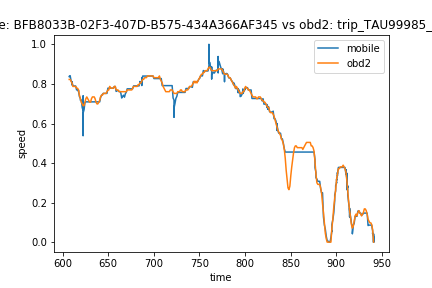 e: BFB8033B-02F3-407D-B575-434A366AF345 vs obd2: trip_TAU99985_
mobile
obd2
1.0
0.8
0.6
0.4
0.2
0.0
speed
600 650 700 750 800 850 900 950
time